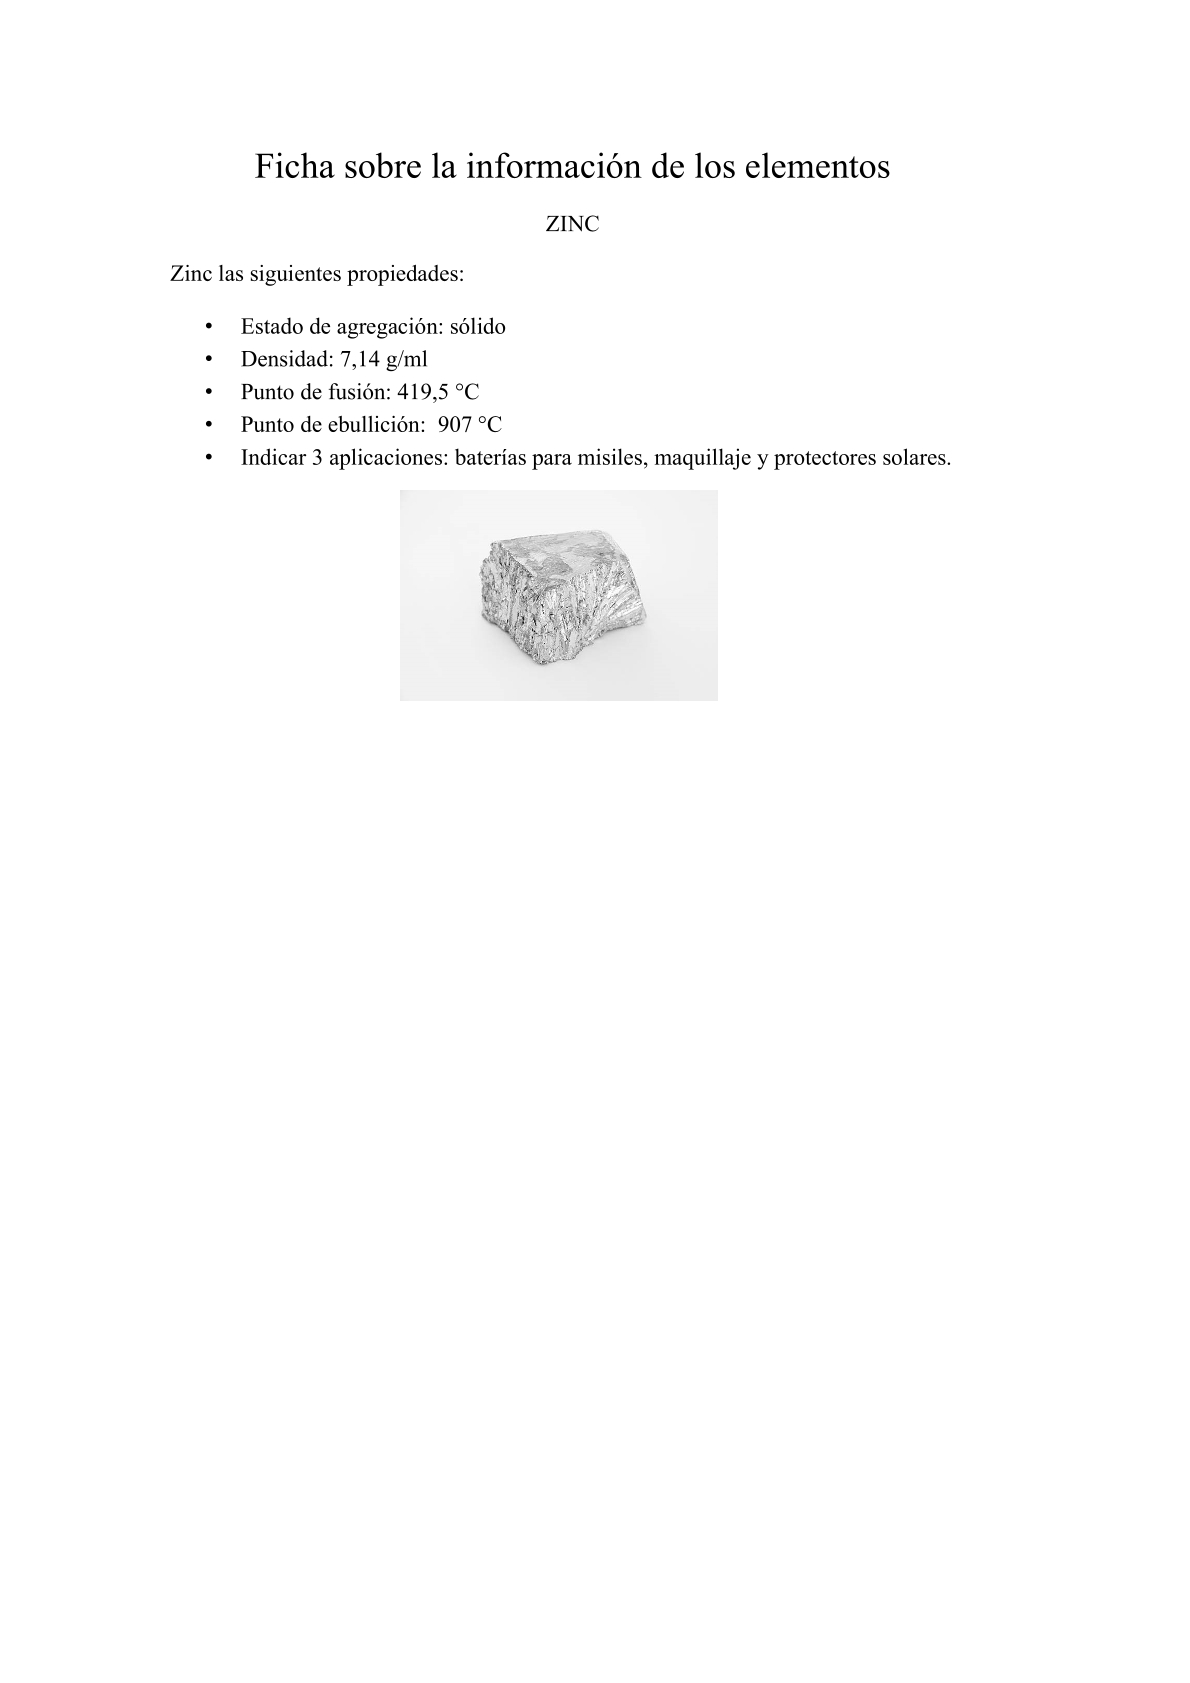 Ficha sobre la información de los elementos
ZINC
Zinc las siguientes propiedades:
• Estado de agregación: sólido
• Densidad: 7,14 g/ml
• Punto de fusión: 419,5 °C
• Punto de ebullición:  907 °C
• Indicar 3 aplicaciones: baterías para misiles, maquillaje y protectores solares.